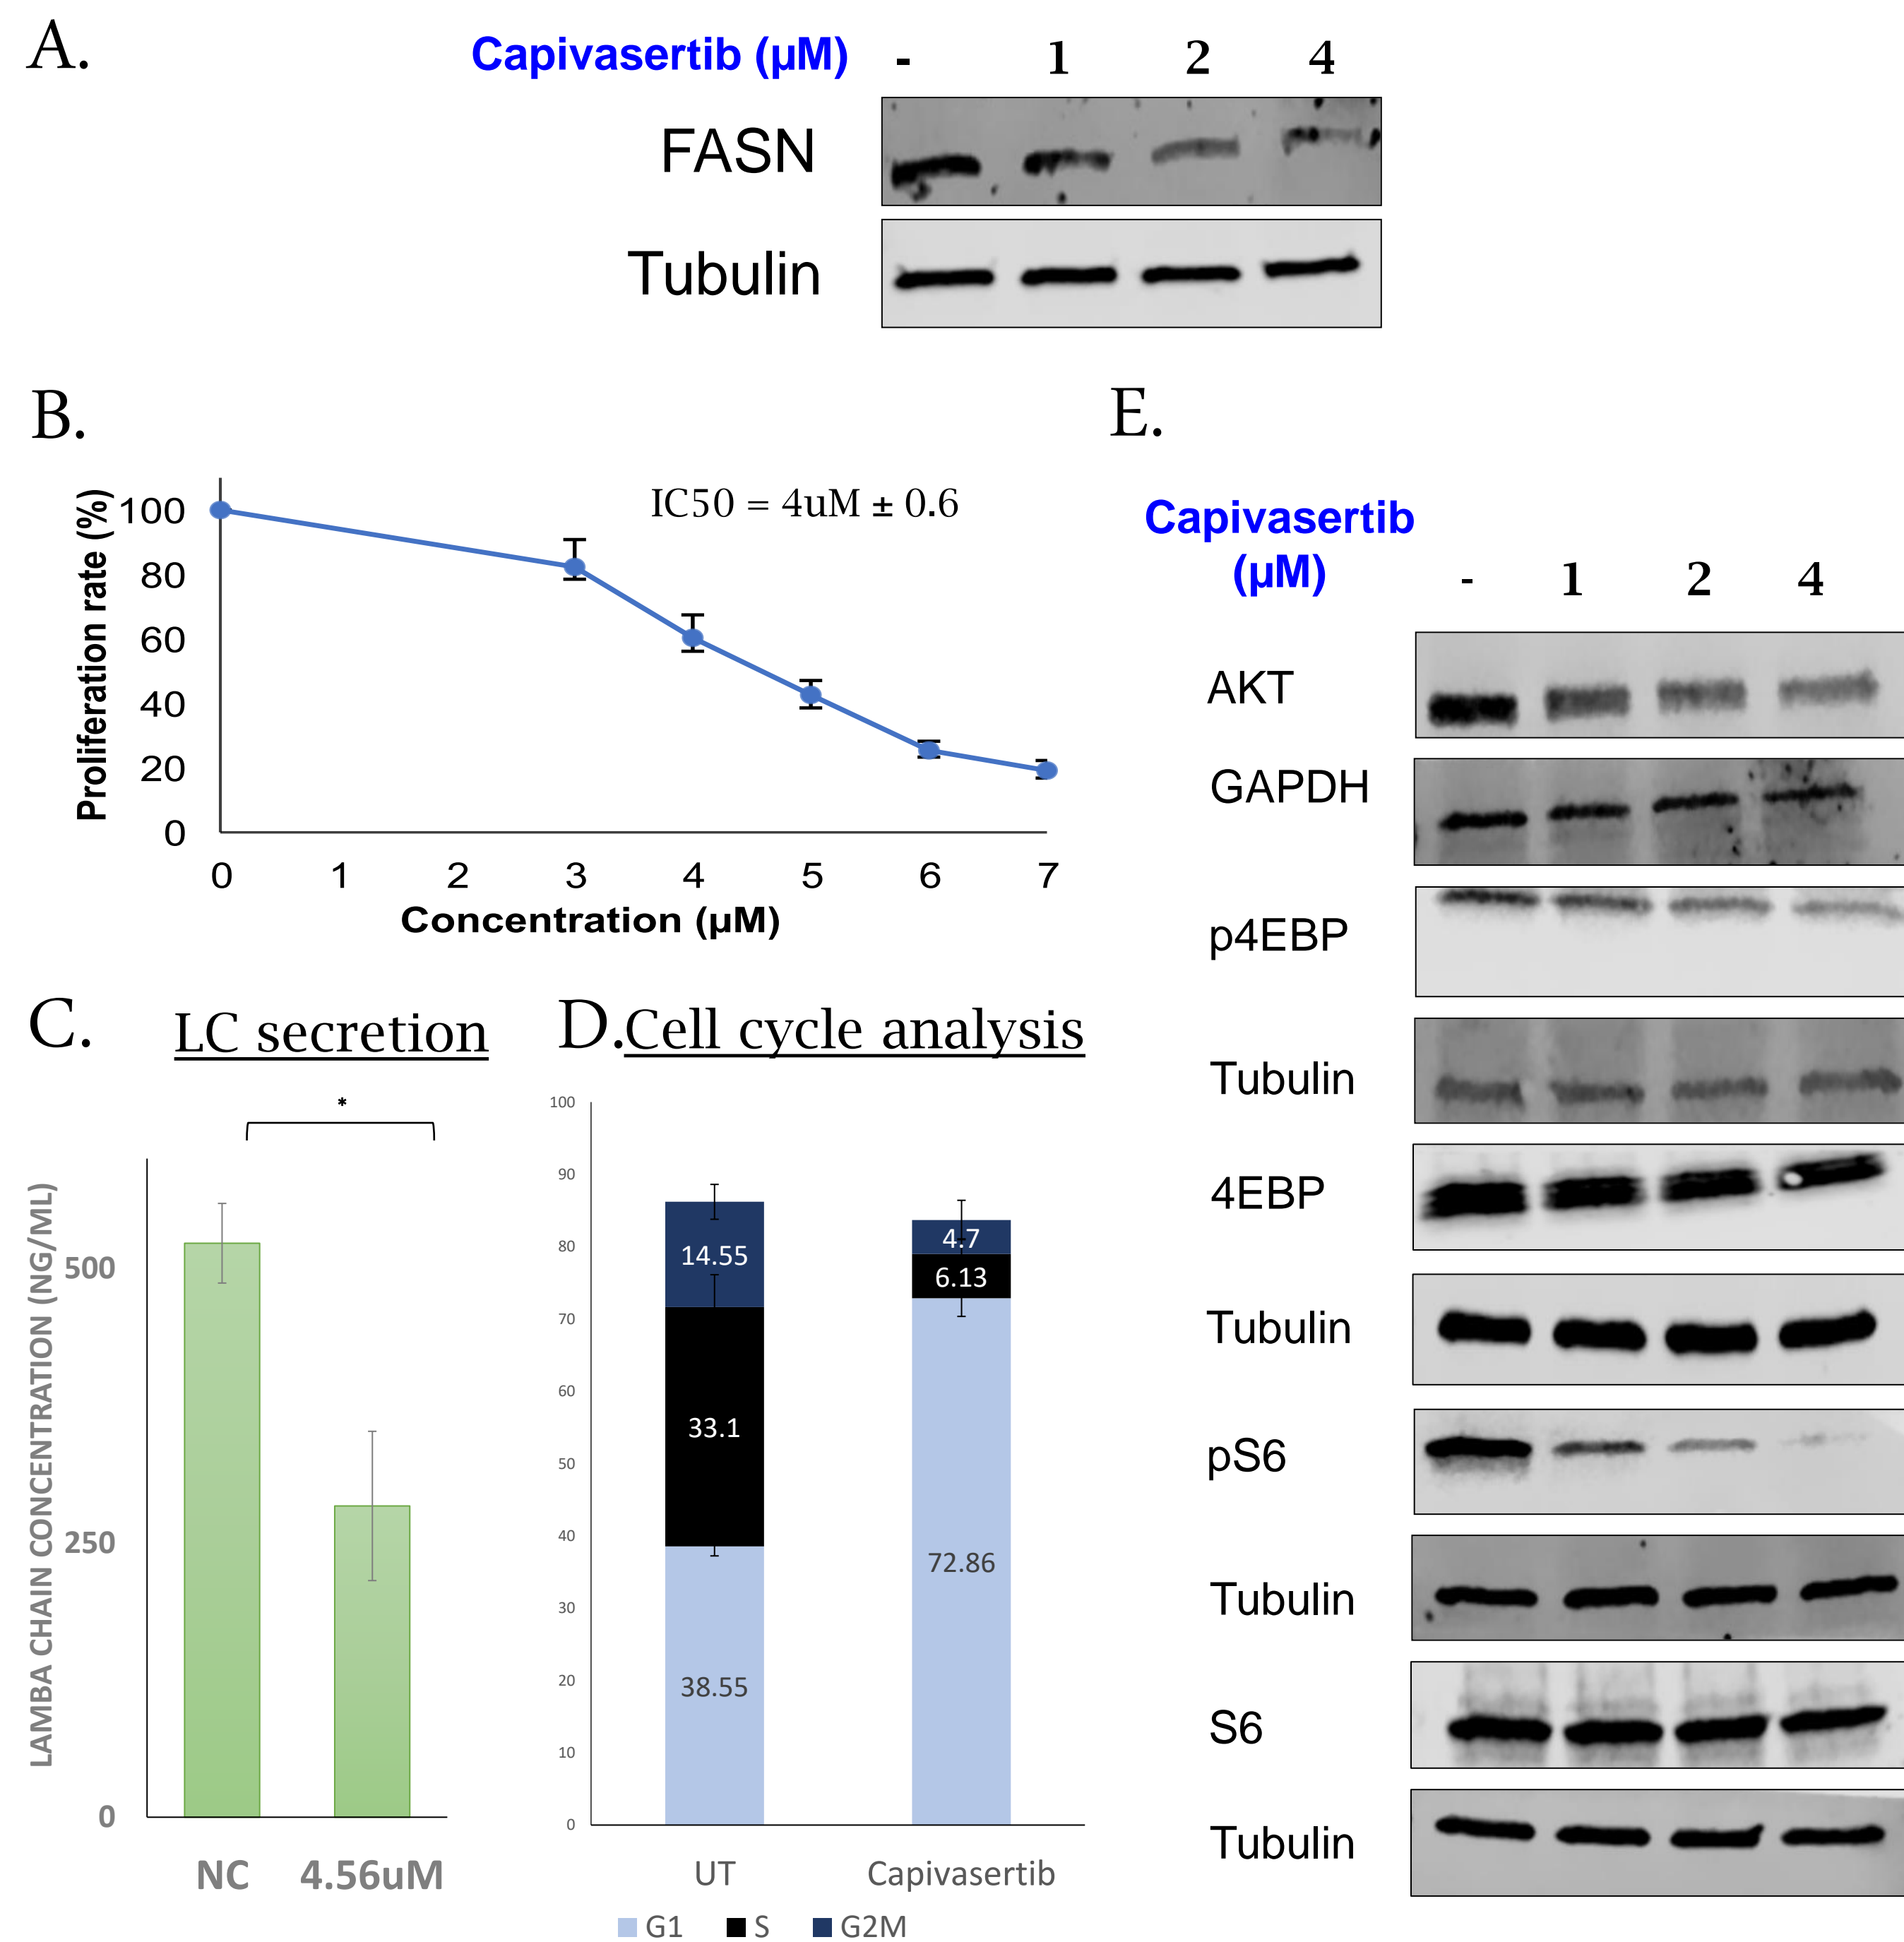 A.
Capivasertib (µM) - 1 2 4
FASN
Tubulin
B.
IC50 = 4uM ± 0.6
Proliferation rate (%)
100
80
60
40
20
0
0 1 2 3 4 5 6 7
Concentration (µM)
C.
LC secretion
*
LAMBA CHAIN CONCENTRATION (NG/ML)
500
250
0
NC 4.56uM
D.
Cell cycle analysis
100
90
80
70
60
50
40
30
20
10
0
14.55
33.1
38.55
4.7
6.13
72.86
UT Capivasertib
G1 S G2M
E.
Capivasertib
(µM) - 1 2 4
AKT
GAPDH
p4EBP
Tubulin
4EBP
Tubulin
pS6
Tubulin
S6
Tubulin